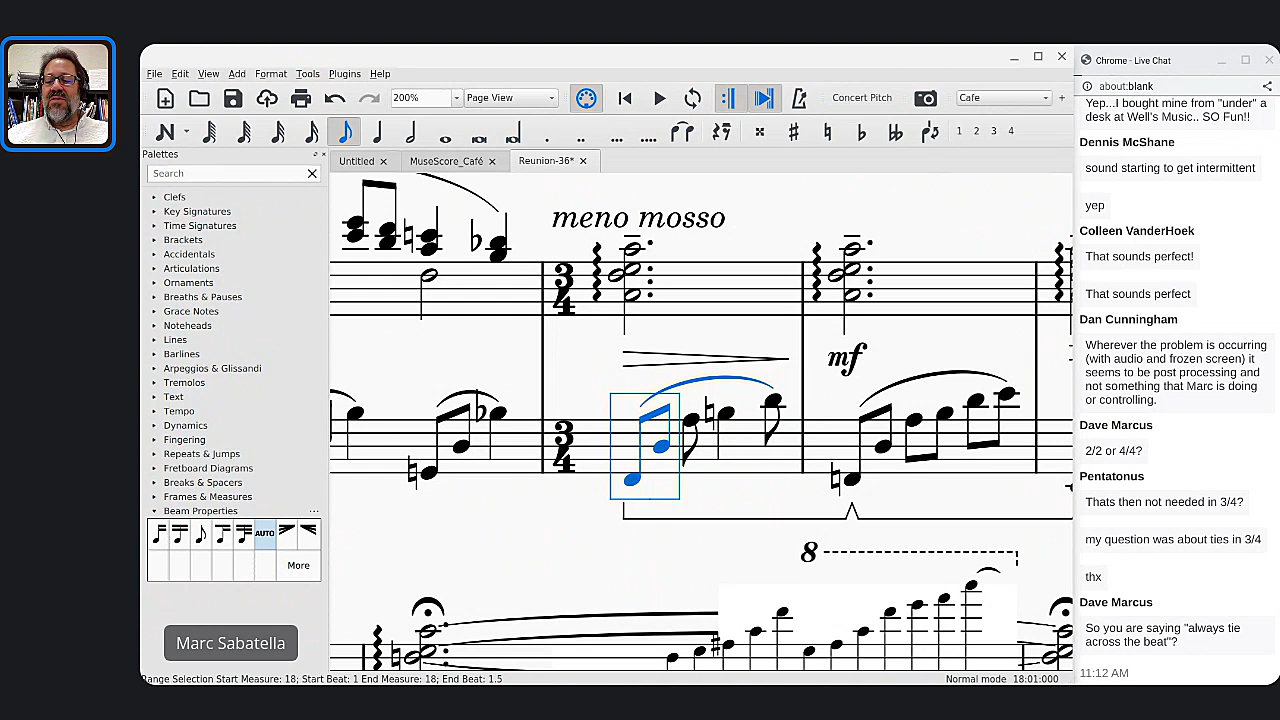 Chrome - Live Chat
File Edit View Add Format Tools Plugins Help
about:blank
200% Page View Concert Pitch Cafe +
1 2 3 4
Palettes
Untitled MuseScore_Café Reunion-36*
Search
Clefs
Key Signatures
Time Signatures
Brackets
Accidentals
Articulations
Ornaments
Breaths & Pauses
Grace Notes
Noteheads
Lines
Barlines
Arpeggios & Glissandi
Tremolos
Text
Tempo
Dynamics
Fingering
Repeats & Jumps
Fretboard Diagrams
Breaks & Spacers
Frames & Measures
Beam Properties
AUTO
More
Marc Sabatella
meno mosso
3
4
mf
3
4
8
Range Selection Start Measure: 18; Start Beat: 1 End Measure: 18; End Beat: 1.5
Normal mode 18:01:000
Yep...I bought mine from "under" a
desk at Well's Music.. SO Fun!!
Dennis McShane
sound starting to get intermittent
yep
Colleen VanderHoek
That sounds perfect!
That sounds perfect
Dan Cunningham
Wherever the problem is occurring
(with audio and frozen screen) it
seems to be post processing and
not something that Marc is doing
or controlling.
Dave Marcus
2/2 or 4/4?
Pentatonus
Thats then not needed in 3/4?
my question was about ties in 3/4
thx
Dave Marcus
So you are saying "always tie
across the beat"?
11:12 AM